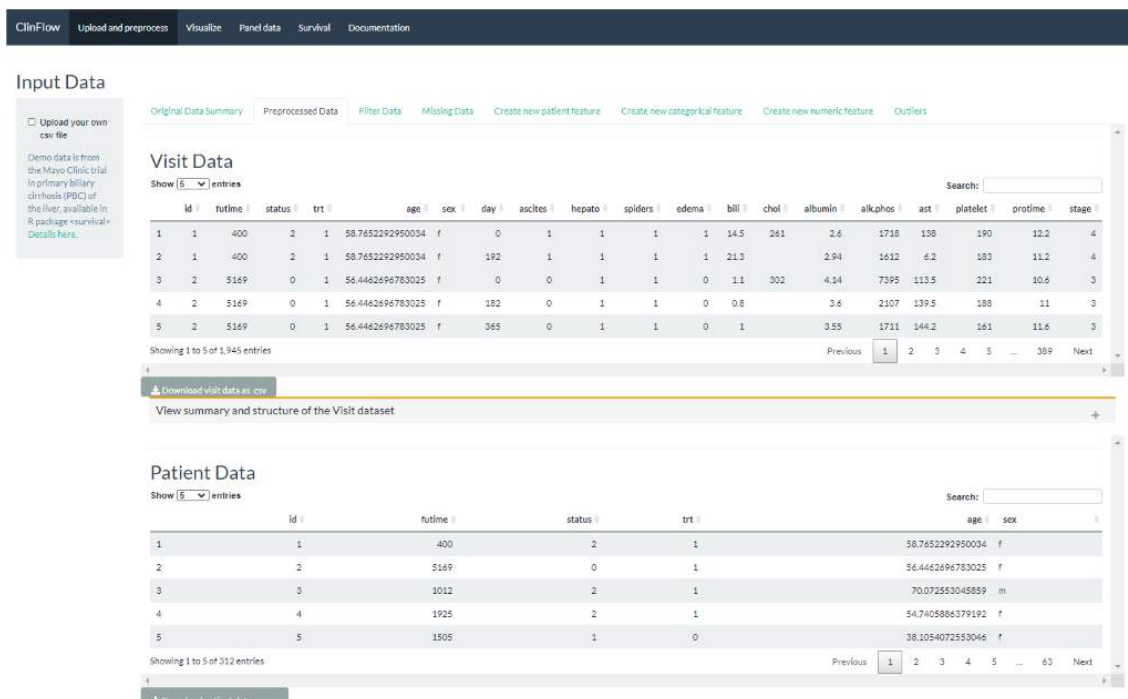 ClinFlow Upload and preprocess Visualize Panel data Survival Documentation
Input Data
Upload your own
csv file
Demo data is from
the Mayo Clinic trial
in primary biliary
cirrhosis (PBC) of
the liver, available in
R package <survival>
Details here.
Original Data Summary Preprocessed Data Filter Data Missing Data Create new patient feature Create new categorical feature Create new numeric feature Outliers
Visit Data
Show 5 entries Search:
id futime status trt age sex day ascites hepato spiders edema bili chol albumin alk.phos ast platelet protime stage
1 1 400 2 1 58.7652292950034 f 0 1 1 1 1 14.5 261 2.6 1718 138 190 12.2 4
2 1 400 2 1 58.7652292950034 f 192 1 1 1 1 21.3 2.94 1612 6.2 183 11.2 4
3 2 5169 0 1 56.4462696783025 f 0 0 1 1 0 1.1 302 4.14 7395 113.5 221 10.6 3
4 2 5169 0 1 56.4462696783025 f 182 0 1 1 0 0.8 3.6 2107 139.5 188 11 3
5 2 5169 0 1 56.4462696783025 f 365 0 1 1 0 1 3.55 1711 144.2 161 11.6 3
Showing 1 to 5 of 1,945 entries Previous 1 2 3 4 5 ... 389 Next
Download visit data as .csv
View summary and structure of the Visit dataset
Patient Data
Show 5 entries Search:
id futime status trt age sex
1 1 400 2 1 58.7652292950034 f
2 2 5169 0 1 56.4462696783025 f
3 3 1012 2 1 70.072553045859 m
4 4 1925 2 1 54.7405886379192 f
5 5 1505 1 0 38.1054072553046 f
Showing 1 to 5 of 312 entries Previous 1 2 3 4 5 ... 63 Next